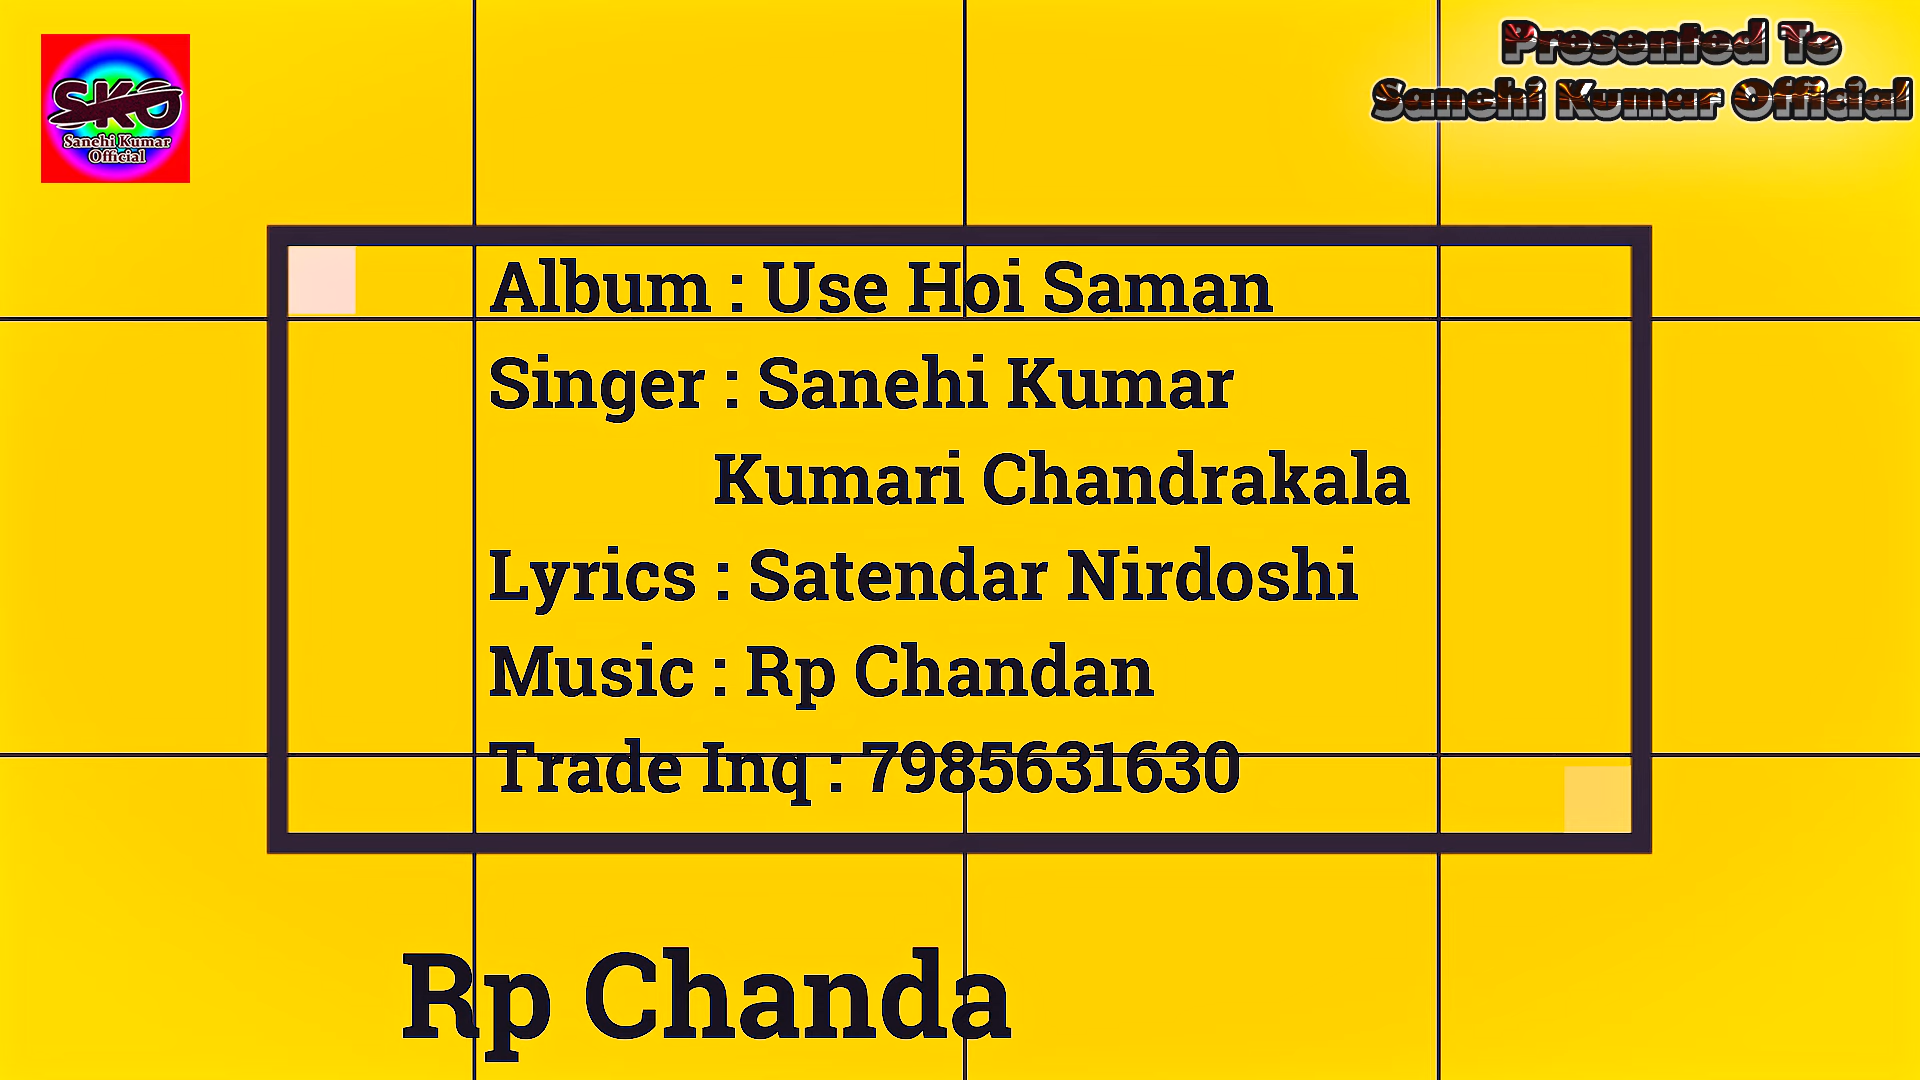 SKO
Sanehi Kumar
Official
Presented To
Sanehi Kumar Official
Album : Use Hoi Saman
Singer : Sanehi Kumar
Kumari Chandrakala
Lyrics : Satendar Nirdoshi
Music : Rp Chandan
Trade Inq : 7985631630
Rp Chanda